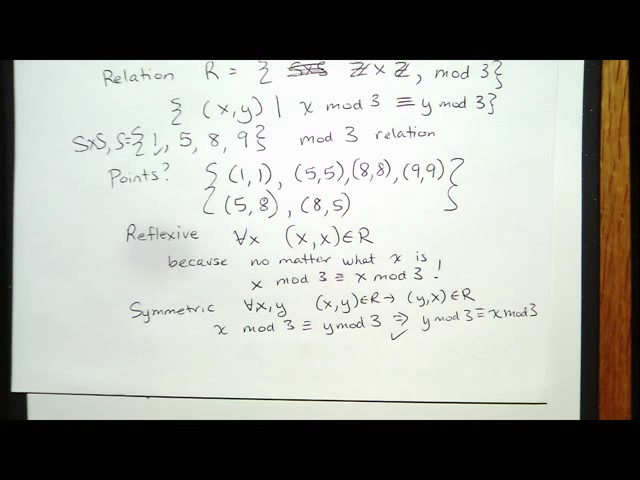 Relation R = { S×S ℤ × ℤ, mod 3}
{ (x,y) | x mod 3 ≡ y mod 3}
S×S, S={1, 5, 8, 9} mod 3 relation
Points? { (1,1), (5,5), (8,8), (9,9) }
{ (5,8), (8,5) }
Reflexive ∀x (x,x)∈R
because no matter what x is
x mod 3 ≡ x mod 3!
Symmetric ∀x,y (x,y)∈R → (y,x)∈R
x mod 3 ≡ y mod 3 ⇒ y mod 3 ≡ x mod 3
✓